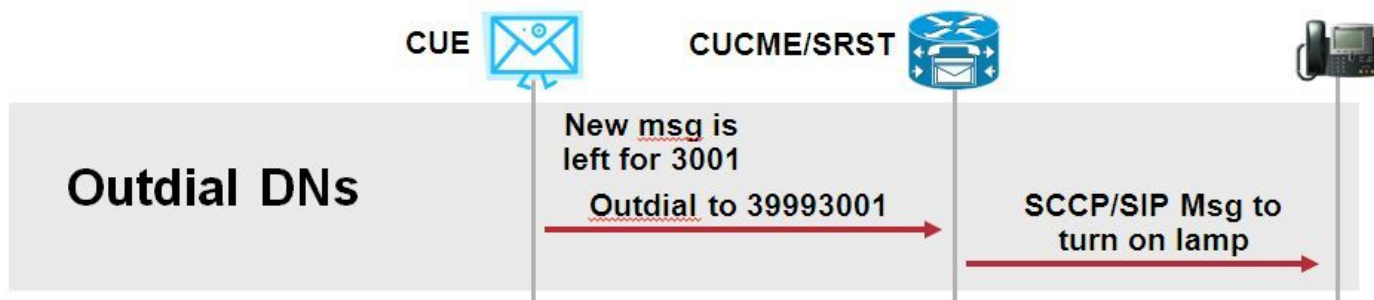 CUE
CUCME/SRST
Outdial DNs
New msg is
left for 3001
Outdial to 39993001
SCCP/SIP Msg to
turn on lamp